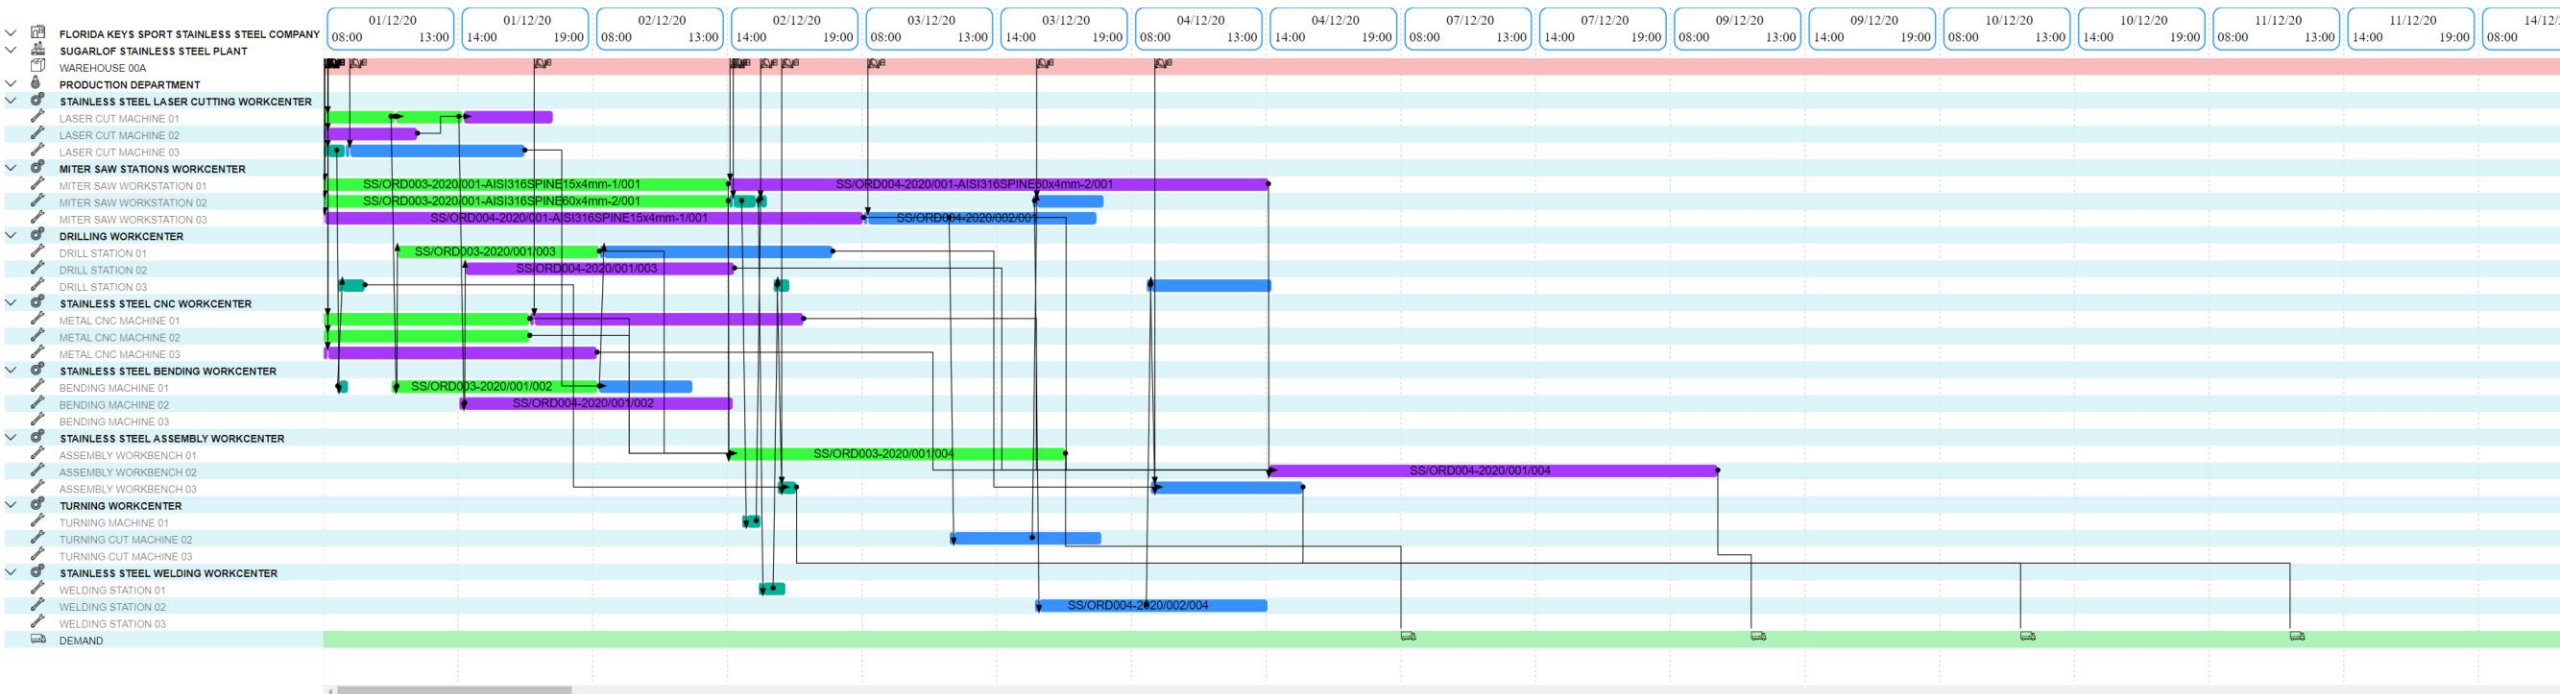 01/12/20 01/12/20 02/12/20 02/12/20 03/12/20 03/12/20 04/12/20 04/12/20 07/12/20 07/12/20 09/12/20 09/12/20 10/12/20 10/12/20 11/12/20 11/12/20 14/12/
08:00 13:00 14:00 19:00 08:00 13:00 14:00 19:00 08:00 13:00 14:00 19:00 08:00 13:00 14:00 19:00 08:00 13:00 14:00 19:00 08:00 13:00 14:00 19:00 08:00 13:00 14:00 19:00 08:00 13:00 14:00 19:00 08:00
FLORIDA KEYS SPORT STAINLESS STEEL COMPANY
SUGARLOF STAINLESS STEEL PLANT
WAREHOUSE 00A
PRODUCTION DEPARTMENT
STAINLESS STEEL LASER CUTTING WORKCENTER
LASER CUT MACHINE 01
LASER CUT MACHINE 02
LASER CUT MACHINE 03
MITER SAW STATIONS WORKCENTER
MITER SAW WORKSTATION 01 SS/ORD003-2020/001-AISI316SPINE15x4mm-1/001 SS/ORD004-2020/001-AISI316SPINE60x4mm-2/001
MITER SAW WORKSTATION 02 SS/ORD003-2020/001-AISI316SPINE60x4mm-2/001
MITER SAW WORKSTATION 03 SS/ORD004-2020/001-AISI316SPINE15x4mm-1/001 SS/ORD004-2020/002/001
DRILLING WORKCENTER
DRILL STATION 01 SS/ORD003-2020/001/003
DRILL STATION 02 SS/ORD004-2020/001/003
DRILL STATION 03
STAINLESS STEEL CNC WORKCENTER
METAL CNC MACHINE 01
METAL CNC MACHINE 02
METAL CNC MACHINE 03
STAINLESS STEEL BENDING WORKCENTER
BENDING MACHINE 01 SS/ORD003-2020/001/002
BENDING MACHINE 02 SS/ORD004-2020/001/002
BENDING MACHINE 03
STAINLESS STEEL ASSEMBLY WORKCENTER
ASSEMBLY WORKBENCH 01 SS/ORD003-2020/001/004
ASSEMBLY WORKBENCH 02 SS/ORD004-2020/001/004
ASSEMBLY WORKBENCH 03
TURNING WORKCENTER
TURNING MACHINE 01
TURNING CUT MACHINE 02
TURNING CUT MACHINE 03
STAINLESS STEEL WELDING WORKCENTER
WELDING STATION 01
WELDING STATION 02 SS/ORD004-2020/002/004
WELDING STATION 03
DEMAND